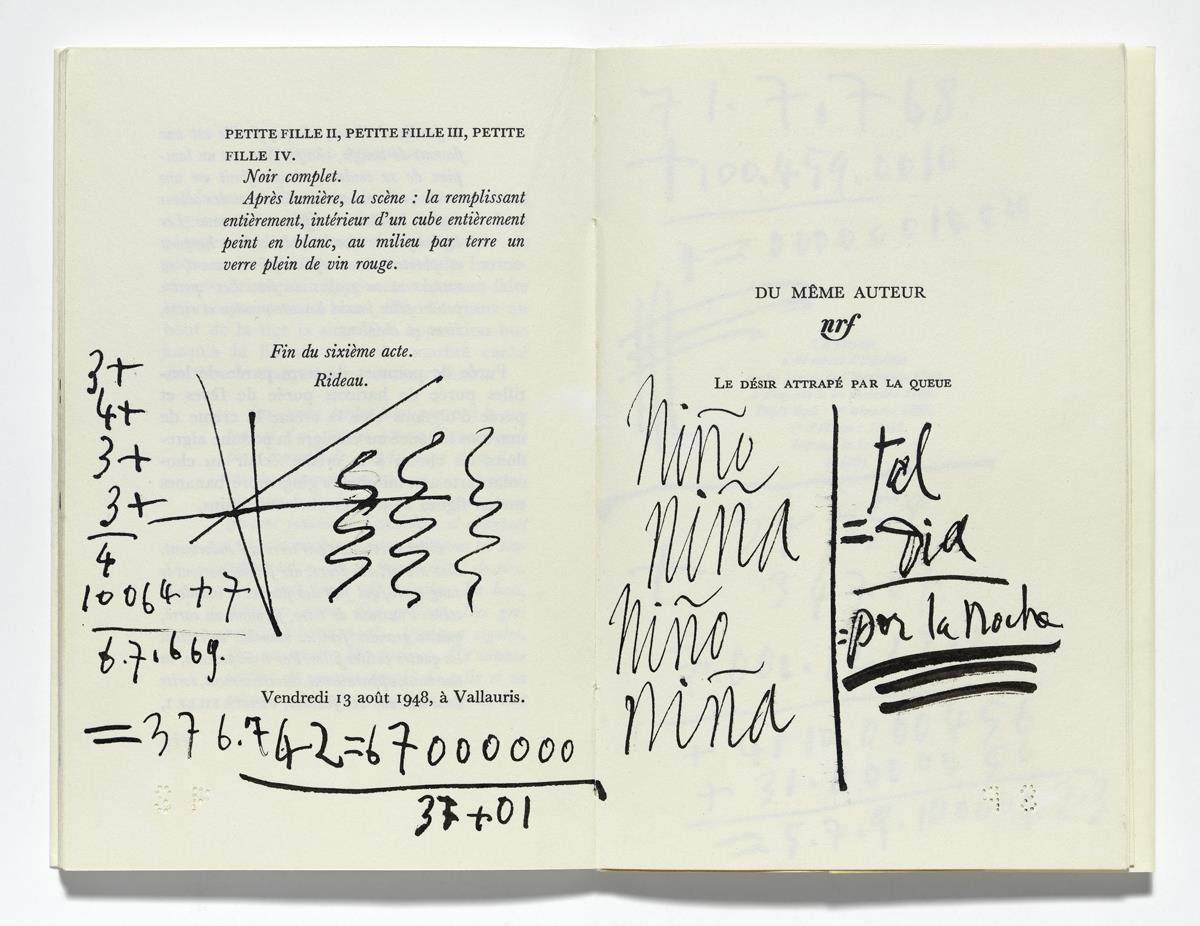 PETITE FILLE II, PETITE FILLE III, PETITE
FILLE IV.
Noir complet.
Après lumière, la scène : la remplissant
entièrement, intérieur d'un cube entièrement
peint en blanc, au milieu par terre un
verre plein de vin rouge.
Fin du sixième acte.
Rideau.
3+
4+
3+
3+
4
10064+7
6.7.669.
Vendredi 13 août 1948, à Vallauris.
=376.742=67000000
37+01
DU MÊME AUTEUR
nrf
LE DÉSIR ATTRAPÉ PAR LA QUEUE
Niño
niña
Niño
niña
tal
=dia
=por la noche